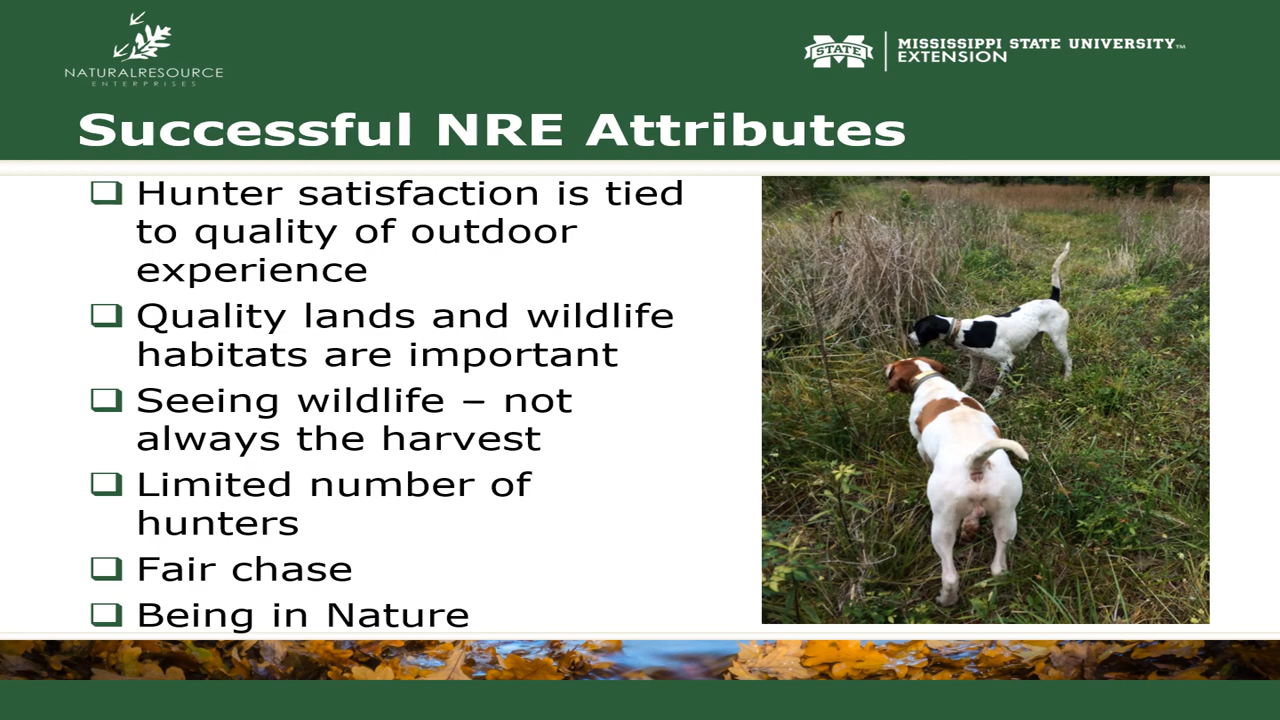 NATURALRESOURCE
ENTERPRISES
STATE
MISSISSIPPI STATE UNIVERSITY™
EXTENSION
Successful NRE Attributes
Hunter satisfaction is tied
to quality of outdoor
experience
Quality lands and wildlife
habitats are important
Seeing wildlife – not
always the harvest
Limited number of
hunters
Fair chase
Being in Nature